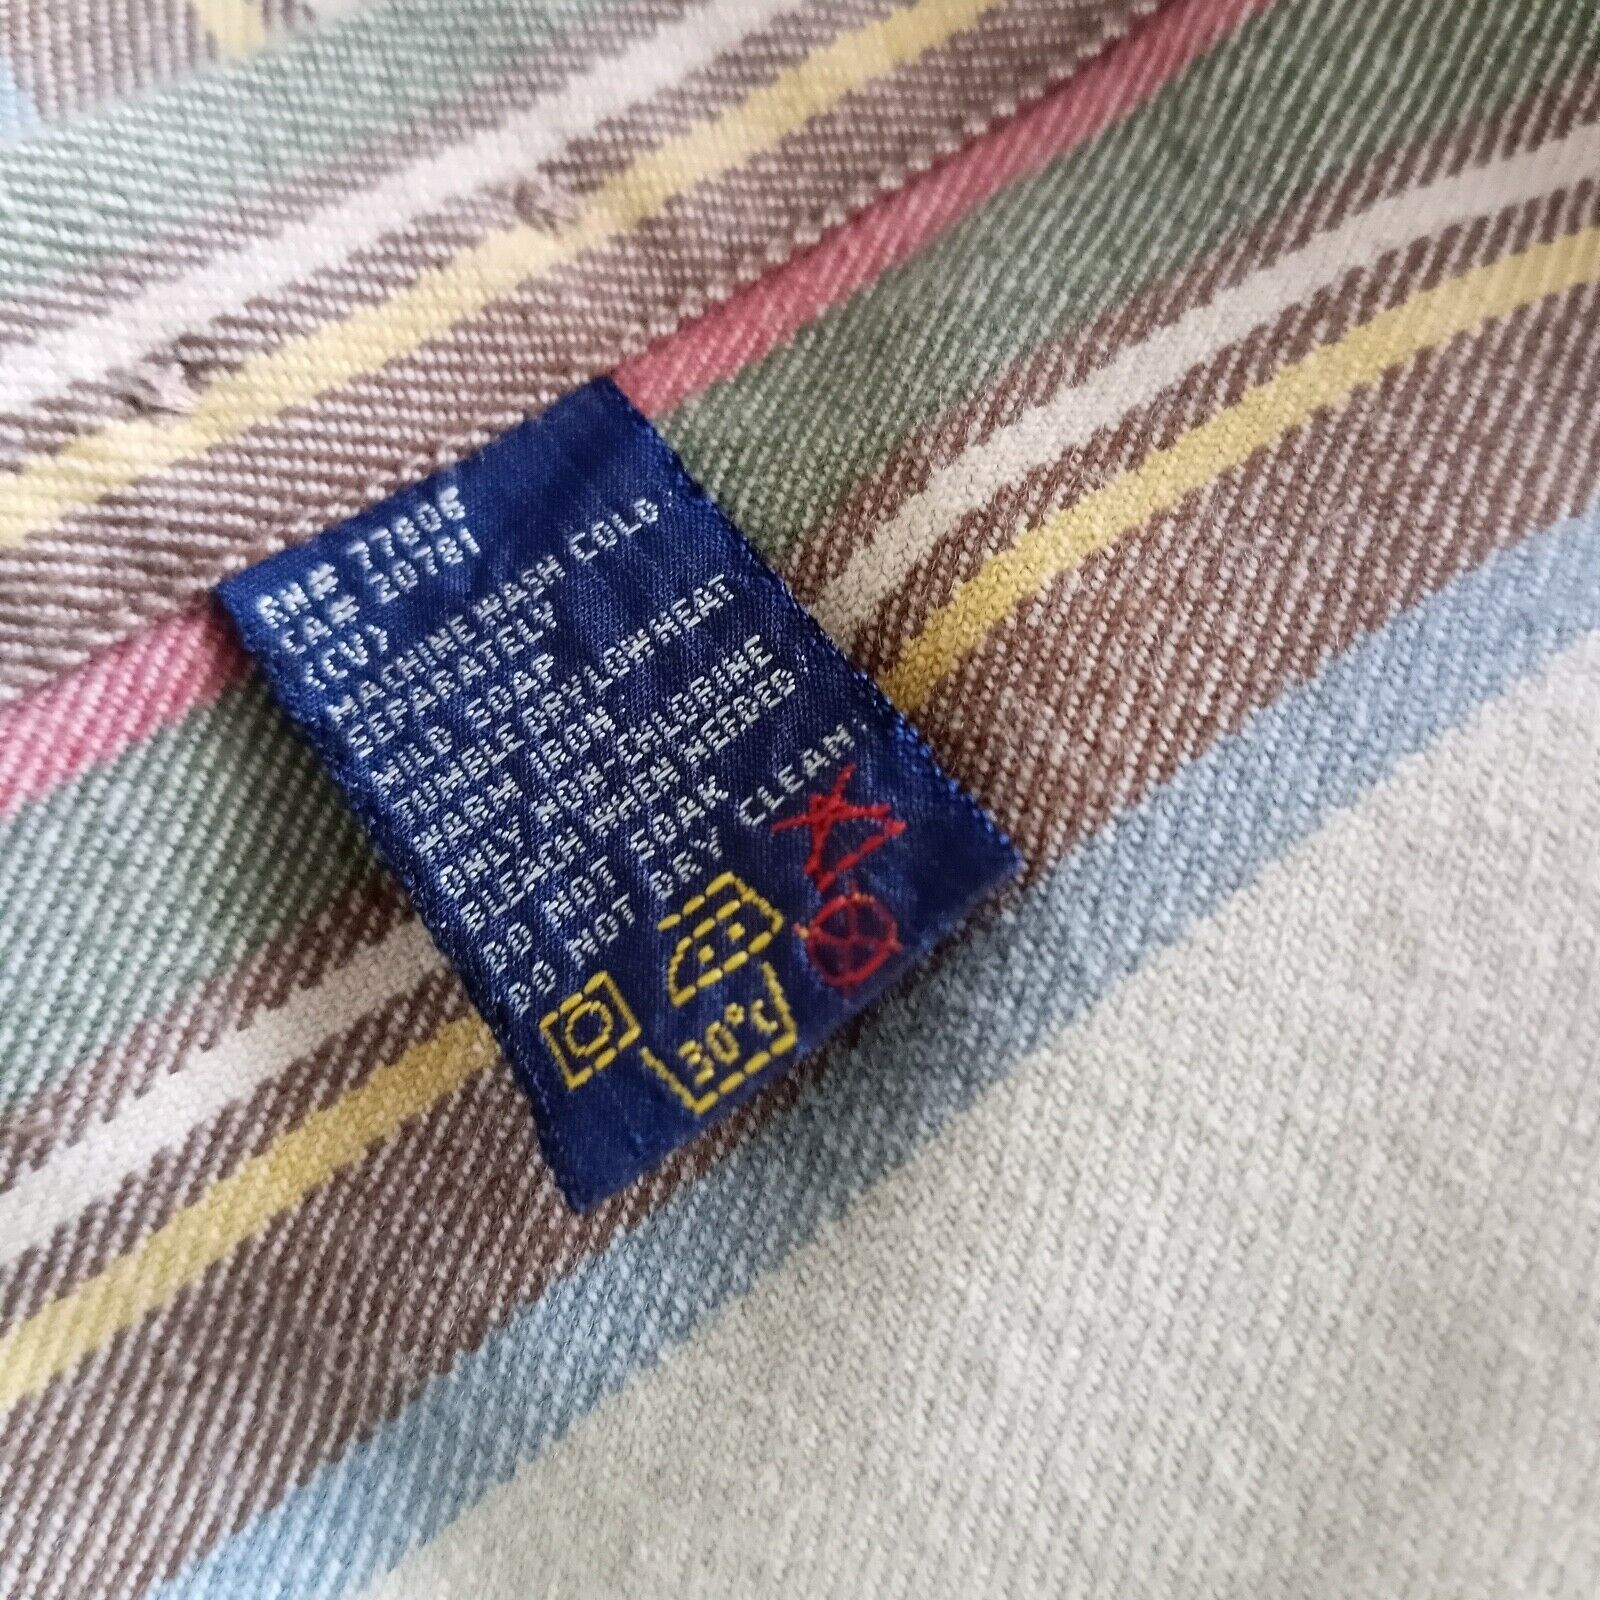 RN# 77806
CA# 20781
(CV)
MACHINE WASH COLD
SEPARATELY
MILD SOAP
TUMBLE DRY LOW HEAT
WARM IRON
ONLY NON-CHLORINE
BLEACH WHEN NEEDED
DO NOT SOAK
DO NOT DRY CLEAN.
30°C